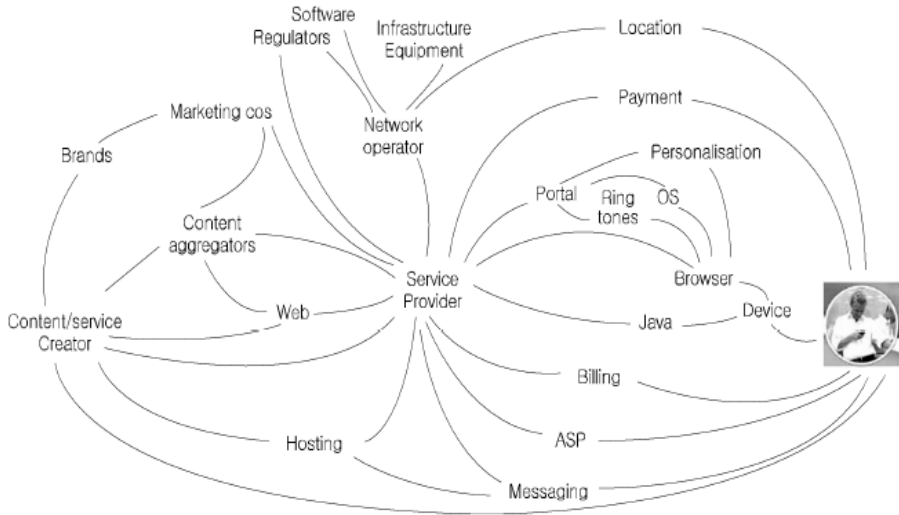 Software
Regulators
Infrastructure
Equipment
Location
Marketing cos
Payment
Network
operator
Brands
Personalisation
Portal
Ring
tones
OS
Content
aggregators
Service
Provider
Browser
Web
Device
Java
Content/service
Creator
Billing
Hosting
ASP
Messaging